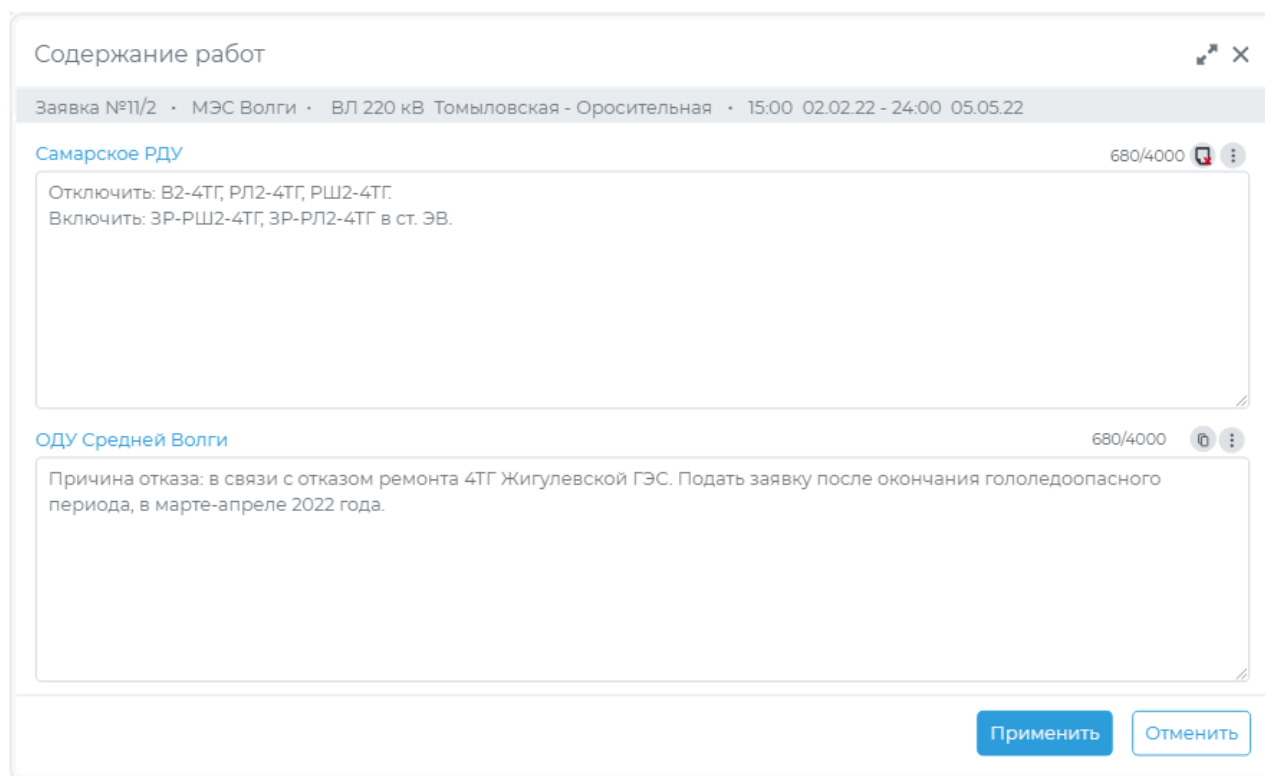 Содержание работ
Заявка №11/2 • МЭС Волги • ВЛ 220 кВ Томыловская - Оросительная • 15:00 02.02.22 - 24:00 05.05.22
Самарское РДУ 680/4000
Отключить: В2-4ТГ, РЛ2-4ТГ, РШ2-4ТГ.
Включить: ЗР-РШ2-4ТГ, ЗР-РЛ2-4ТГ в ст. ЭВ.
ОДУ Средней Волги 680/4000
Причина отказа: в связи с отказом ремонта 4ТГ Жигулевской ГЭС. Подать заявку после окончания гололедоопасного
периода, в марте-апреле 2022 года.
Применить Отменить